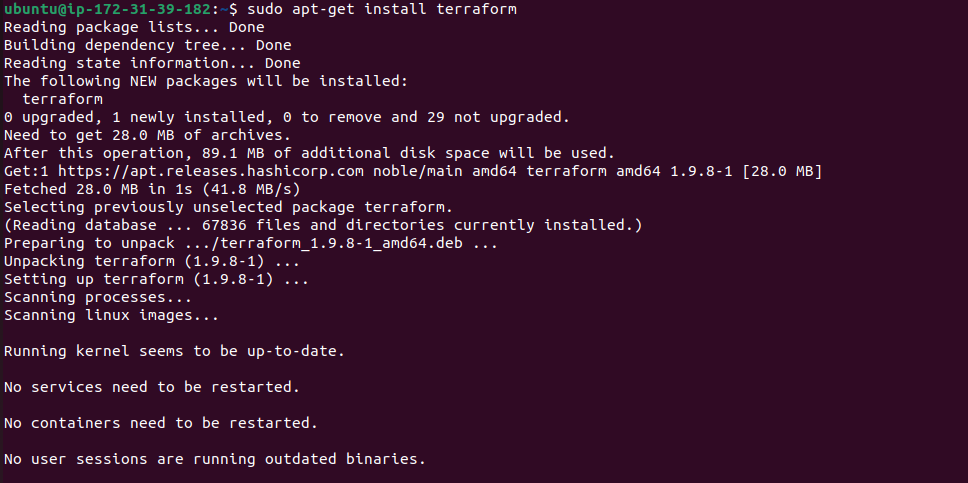 ubuntu@ip-172-31-39-182:~$ sudo apt-get install terraform
Reading package lists... Done
Building dependency tree... Done
Reading state information... Done
The following NEW packages will be installed:
  terraform
0 upgraded, 1 newly installed, 0 to remove and 29 not upgraded.
Need to get 28.0 MB of archives.
After this operation, 89.1 MB of additional disk space will be used.
Get:1 https://apt.releases.hashicorp.com noble/main amd64 terraform amd64 1.9.8-1 [28.0 MB]
Fetched 28.0 MB in 1s (41.8 MB/s)
Selecting previously unselected package terraform.
(Reading database ... 67836 files and directories currently installed.)
Preparing to unpack .../terraform_1.9.8-1_amd64.deb ...
Unpacking terraform (1.9.8-1) ...
Setting up terraform (1.9.8-1) ...
Scanning processes...
Scanning linux images...

Running kernel seems to be up-to-date.

No services need to be restarted.

No containers need to be restarted.

No user sessions are running outdated binaries.